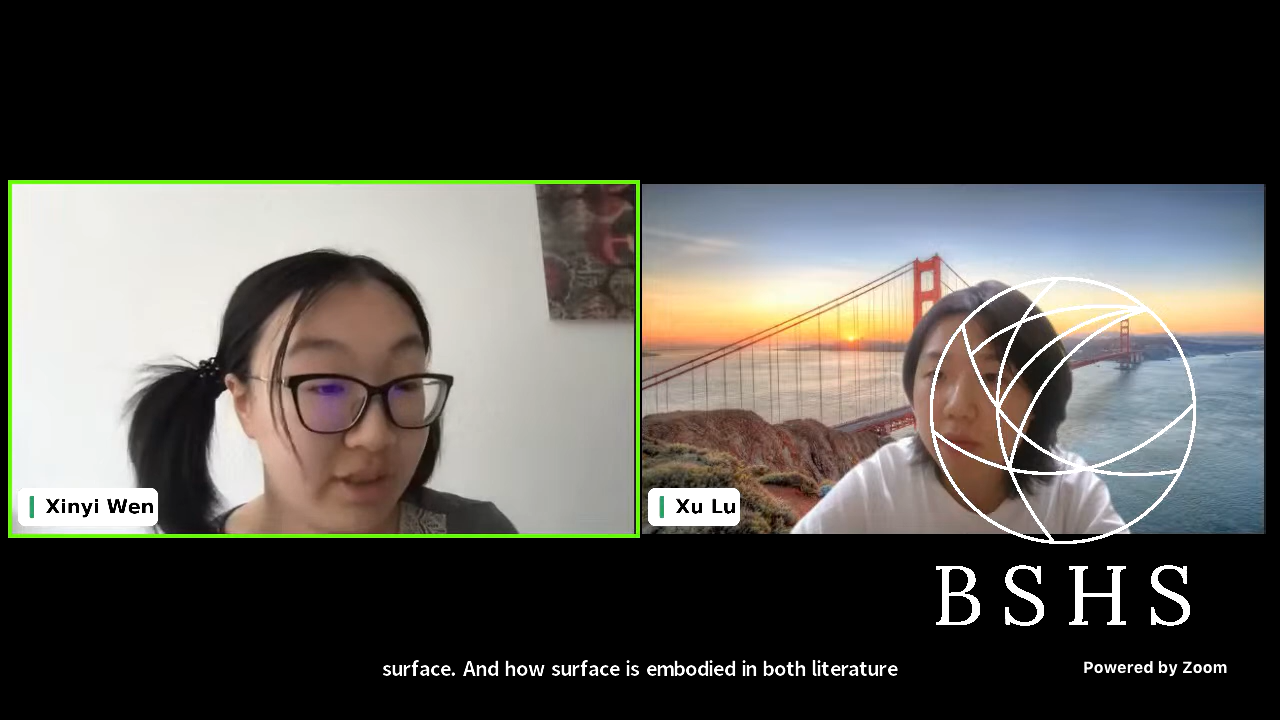 Xinyi Wen
Xu Lu
BSHS
surface. And how surface is embodied in both literature
Powered by Zoom